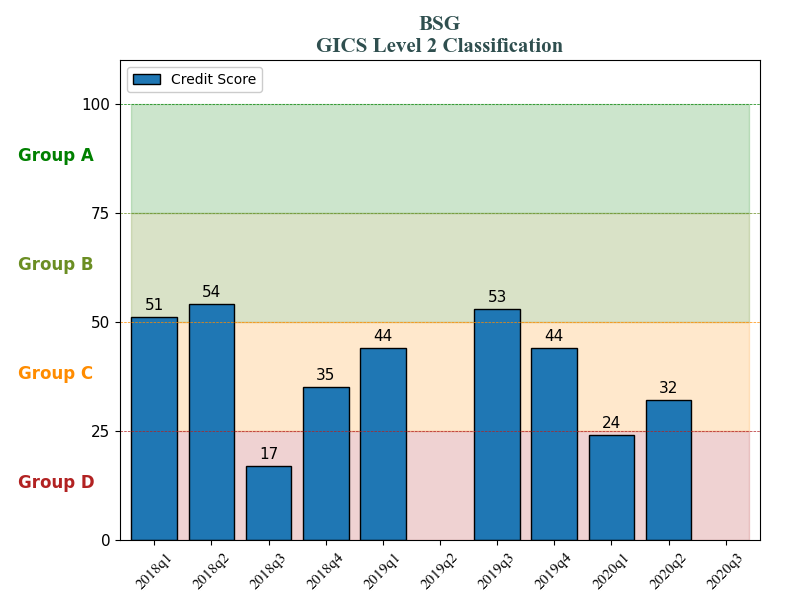 BSG
GICS Level 2 Classification
Credit Score
100
Group A
75
Group B
51
54
53
50
44
44
Group C
35
32
25
24
17
Group D
0
2018q1 2018q2 2018q3 2018q4 2019q1 2019q2 2019q3 2019q4 2020q1 2020q2 2020q3